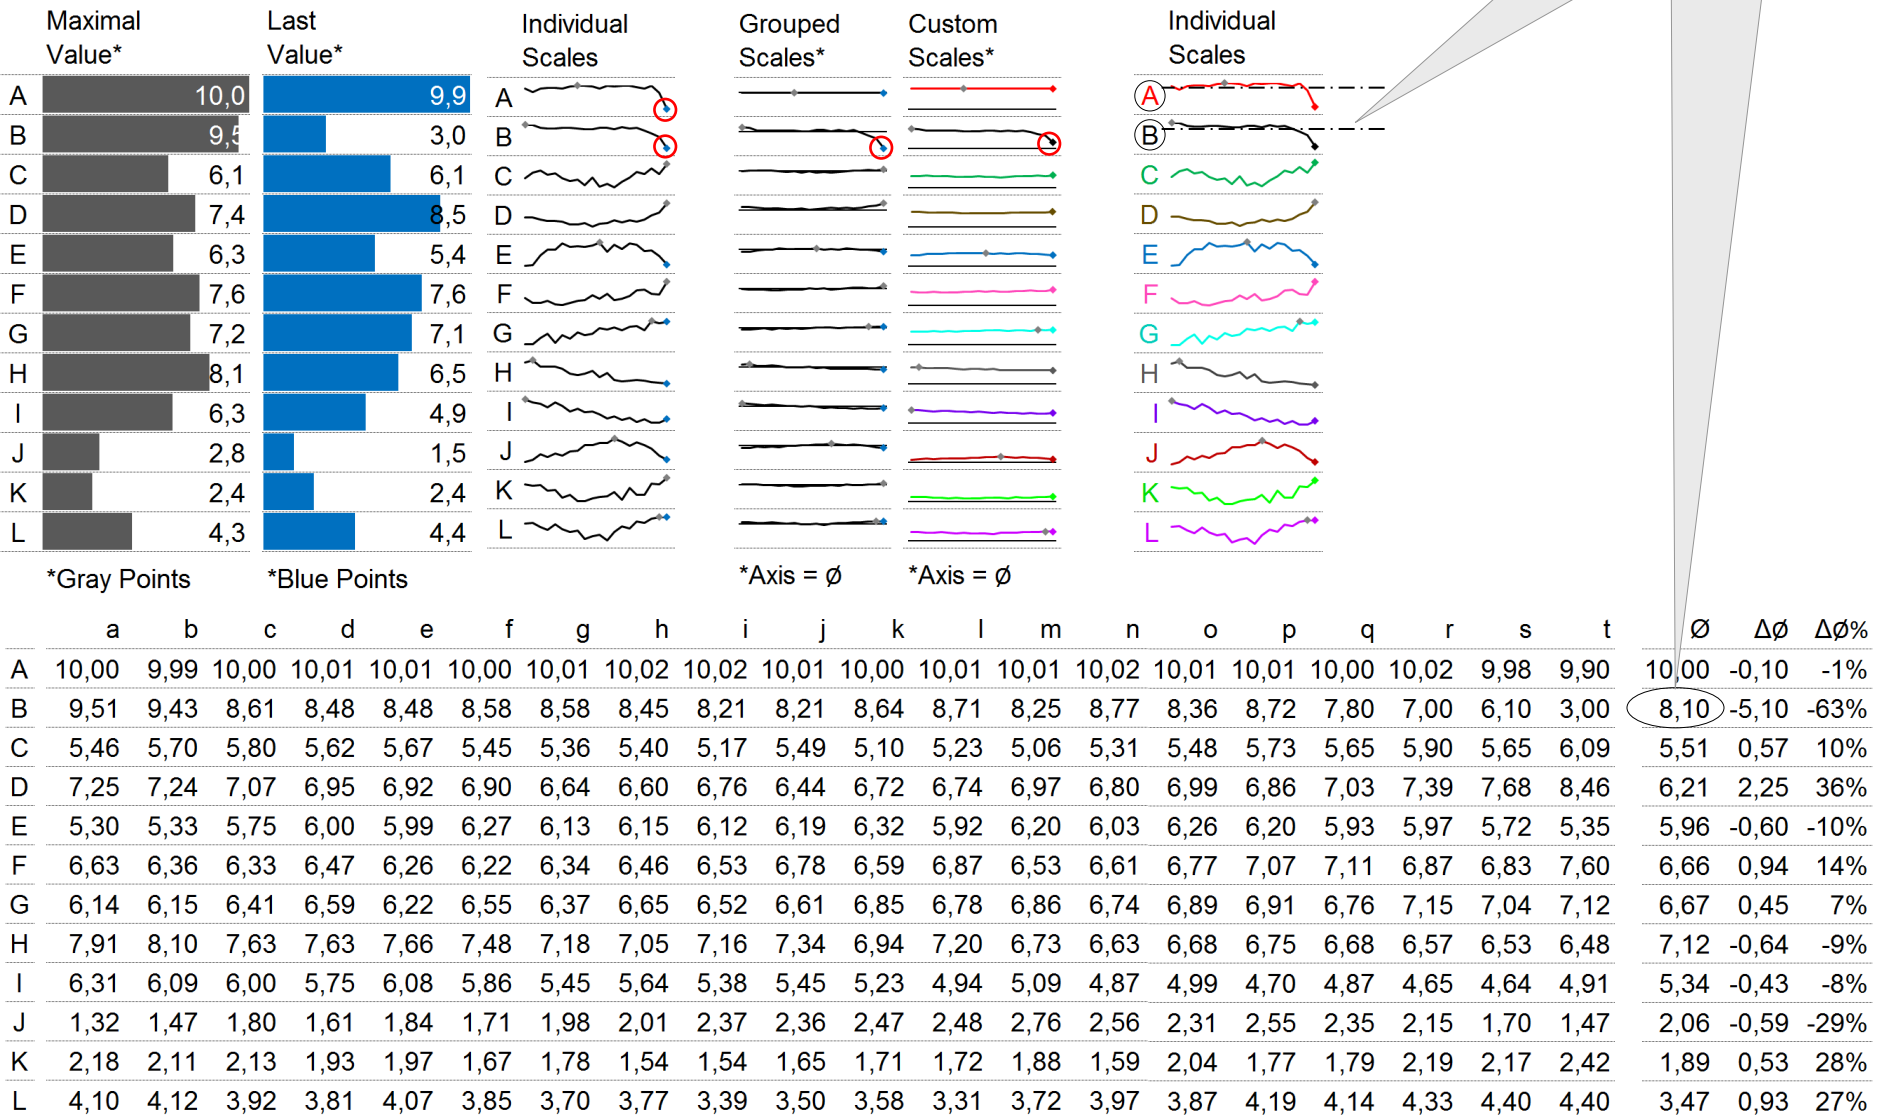 Maximal Value*
Last Value*
Individual Scales
Grouped Scales*
Custom Scales*
Individual Scales
A 10,0 9,9 A A
B 9,5 3,0 B B
C 6,1 6,1 C C
D 7,4 8,5 D D
E 6,3 5,4 E E
F 7,6 7,6 F F
G 7,2 7,1 G G
H 8,1 6,5 H H
I 6,3 4,9 I I
J 2,8 1,5 J J
K 2,4 2,4 K K
L 4,3 4,4 L L
*Gray Points *Blue Points *Axis = Ø *Axis = Ø
a b c d e f g h i j k l m n o p q r s t Ø ΔØ ΔØ%
A 10,00 9,99 10,00 10,01 10,01 10,00 10,01 10,02 10,02 10,01 10,00 10,01 10,01 10,02 10,01 10,01 10,00 10,02 9,98 9,90 10,00 -0,10 -1%
B 9,51 9,43 8,61 8,48 8,48 8,58 8,58 8,45 8,21 8,21 8,64 8,71 8,25 8,77 8,36 8,72 7,80 7,00 6,10 3,00 8,10 -5,10 -63%
C 5,46 5,70 5,80 5,62 5,67 5,45 5,36 5,40 5,17 5,49 5,10 5,23 5,06 5,31 5,48 5,73 5,65 5,90 5,65 6,09 5,51 0,57 10%
D 7,25 7,24 7,07 6,95 6,92 6,90 6,64 6,60 6,76 6,44 6,72 6,74 6,97 6,80 6,99 6,86 7,03 7,39 7,68 8,46 6,21 2,25 36%
E 5,30 5,33 5,75 6,00 5,99 6,27 6,13 6,15 6,12 6,19 6,32 5,92 6,20 6,03 6,26 6,20 5,93 5,97 5,72 5,35 5,96 -0,60 -10%
F 6,63 6,36 6,33 6,47 6,26 6,22 6,34 6,46 6,53 6,78 6,59 6,87 6,53 6,61 6,77 7,07 7,11 6,87 6,83 7,60 6,66 0,94 14%
G 6,14 6,15 6,41 6,59 6,22 6,55 6,37 6,65 6,52 6,61 6,85 6,78 6,86 6,74 6,89 6,91 6,76 7,15 7,04 7,12 6,67 0,45 7%
H 7,91 8,10 7,63 7,63 7,66 7,48 7,18 7,05 7,16 7,34 6,94 7,20 6,73 6,63 6,68 6,75 6,68 6,57 6,53 6,48 7,12 -0,64 -9%
I 6,31 6,09 6,00 5,75 6,08 5,86 5,45 5,64 5,38 5,45 5,23 4,94 5,09 4,87 4,99 4,70 4,87 4,65 4,64 4,91 5,34 -0,43 -8%
J 1,32 1,47 1,80 1,61 1,84 1,71 1,98 2,01 2,37 2,36 2,47 2,48 2,76 2,56 2,31 2,55 2,35 2,15 1,70 1,47 2,06 -0,59 -29%
K 2,18 2,11 2,13 1,93 1,97 1,67 1,78 1,54 1,54 1,65 1,71 1,72 1,88 1,59 2,04 1,77 1,79 2,19 2,17 2,42 1,89 0,53 28%
L 4,10 4,12 3,92 3,81 4,07 3,85 3,70 3,77 3,39 3,50 3,58 3,31 3,72 3,97 3,87 4,19 4,14 4,33 4,40 4,40 3,47 0,93 27%